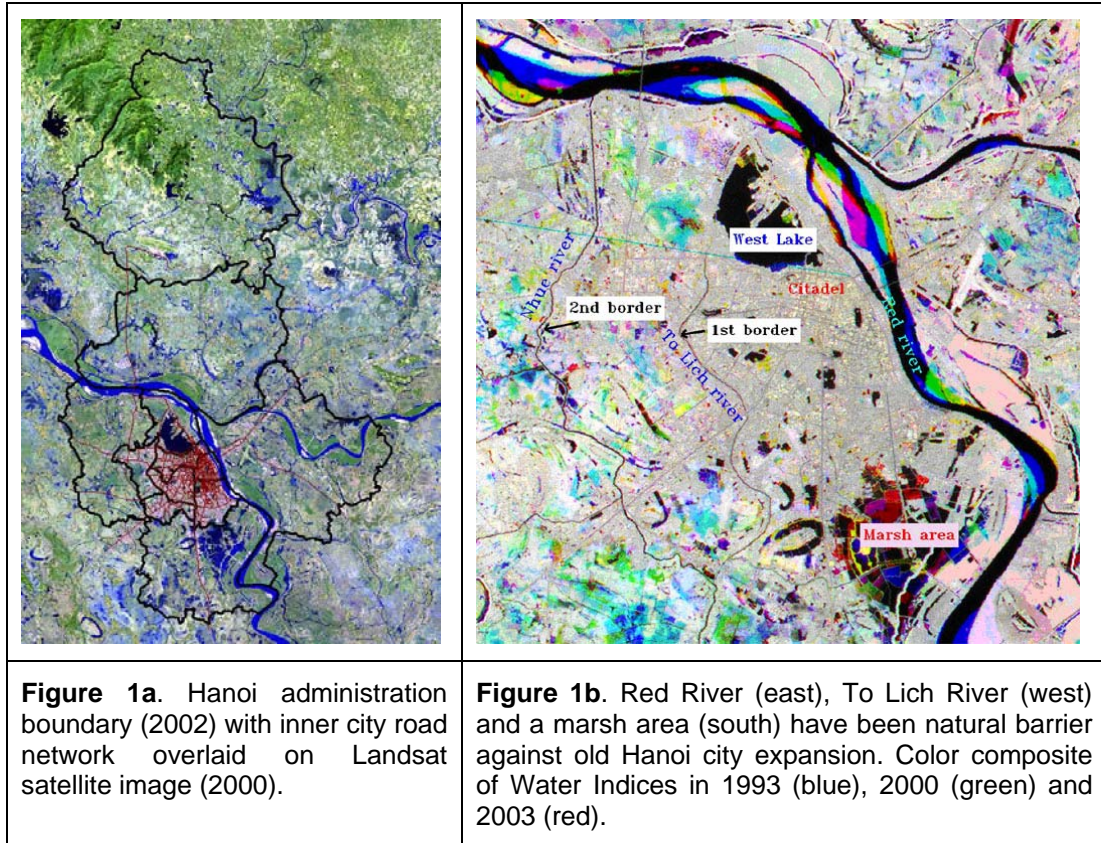 West Lake
Citadel
Nhue river
2nd border
1st border
To Lich river
Red river
Marsh area
Figure 1a. Hanoi administration
boundary (2002) with inner city road
network overlaid on Landsat
satellite image (2000).
Figure 1b. Red River (east), To Lich River (west)
and a marsh area (south) have been natural barrier
against old Hanoi city expansion. Color composite
of Water Indices in 1993 (blue), 2000 (green) and
2003 (red).